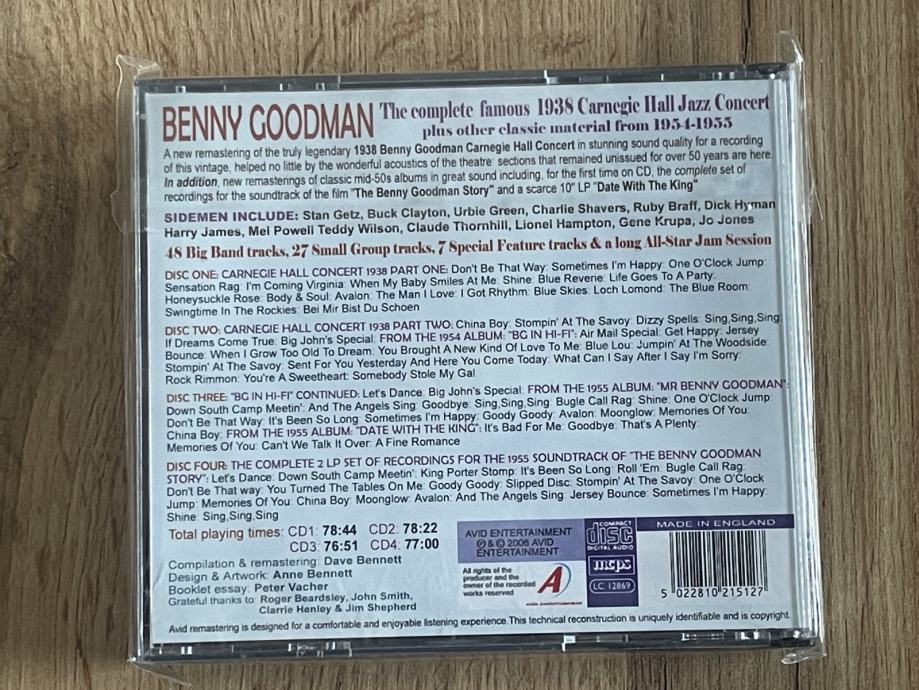 BENNY GOODMAN The complete famous 1938 Carnegie Hall Jazz Concert
plus other classic material from 1954-1955
A new remastering of the truly legendary 1938 Benny Goodman Carnegie Hall Concert in stunning sound quality for a recording
of this vintage, helped no little by the wonderful acoustics of the theatre: sections that remained unissued for over 50 years are here.
In addition, new remasterings of classic mid-50s albums in great sound including, for the first time on CD, the complete set of
recordings for the soundtrack of the film "The Benny Goodman Story" and a scarce 10" LP "Date With The King"
SIDEMEN INCLUDE: Stan Getz, Buck Clayton, Urbie Green, Charlie Shavers, Ruby Braff, Dick Hyman
Harry James, Mel Powell Teddy Wilson, Claude Thornhill, Lionel Hampton, Gene Krupa, Jo Jones
48 Big Band tracks, 27 Small Group tracks, 7 Special Feature tracks & a long All-Star Jam Session
DISC ONE: CARNEGIE HALL CONCERT 1938 PART ONE: Don't Be That Way: Sometimes I'm Happy: One O'Clock Jump:
Sensation Rag: I'm Coming Virginia: When My Baby Smiles At Me: Shine: Blue Reverie: Life Goes To A Party:
Honeysuckle Rose: Body & Soul: Avalon: The Man I Love: I Got Rhythm: Blue Skies: Loch Lomond: The Blue Room:
Swingtime In The Rockies: Bei Mir Bist Du Schoen
DISC TWO: CARNEGIE HALL CONCERT 1938 PART TWO: China Boy: Stompin' At The Savoy: Dizzy Spells: Sing,Sing,Sing:
If Dreams Come True: Big John's Special: FROM THE 1954 ALBUM: "BG IN HI-FI": Air Mail Special: Get Happy: Jersey
Bounce: When I Grow Too Old To Dream: You Brought A New Kind Of Love To Me: Blue Lou: Jumpin' At The Woodside:
Stompin' At The Savoy: Sent For You Yesterday And Here You Come Today: What Can I Say After I Say I'm Sorry:
Rock Rimmon: You're A Sweetheart: Somebody Stole My Gal
DISC THREE: "BG IN HI-FI" CONTINUED: Let's Dance: Big John's Special: FROM THE 1955 ALBUM: "MR BENNY GOODMAN":
Down South Camp Meetin': And The Angels Sing: Goodbye: Sing,Sing,Sing: Bugle Call Rag: Shine: One O'Clock Jump:
Don't Be That Way: It's Been So Long: Sometimes I'm Happy: Goody Goody: Avalon: Moonglow: Memories Of You:
China Boy: FROM THE 1955 ALBUM: "DATE WITH THE KING": It's Bad For Me: Goodbye: That's A Plenty:
Memories Of You: Can't We Talk It Over: A Fine Romance
DISC FOUR: THE COMPLETE 2 LP SET OF RECORDINGS FOR THE 1955 SOUNDTRACK OF "THE BENNY GOODMAN
STORY": Let's Dance: Down South Camp Meetin': King Porter Stomp: It's Been So Long: Roll 'Em: Bugle Call Rag:
Don't Be That way: You Turned The Tables On Me: Goody Goody: Slipped Disc: Stompin' At The Savoy: One O'Clock
Jump: Memories Of You: China Boy: Moonglow: Avalon: And The Angels Sing: Jersey Bounce: Sometimes I'm Happy:
Shine: Sing,Sing,Sing
Total playing times: CD1: 78:44 CD2: 78:22
CD3: 76:51 CD4: 77:00
Compilation & remastering: Dave Bennett
Design & Artwork: Anne Bennett
Booklet essay: Peter Vacher
Grateful thanks to: Roger Beardsley, John Smith,
Clarrie Henley & Jim Shepherd
AVID ENTERTAINMENT
℗& © 2006 AVID
ENTERTAINMENT
All rights of the
producer and the
owner of the recorded
works reserved
A
COMPACT
disc
DIGITAL AUDIO
mcps
LC 12869
MADE IN ENGLAND
5 022810 215127
Avid remastering is designed for a comfortable and enjoyable listening experience. This technical reconstruction is uniquely identifiable and is copyright.